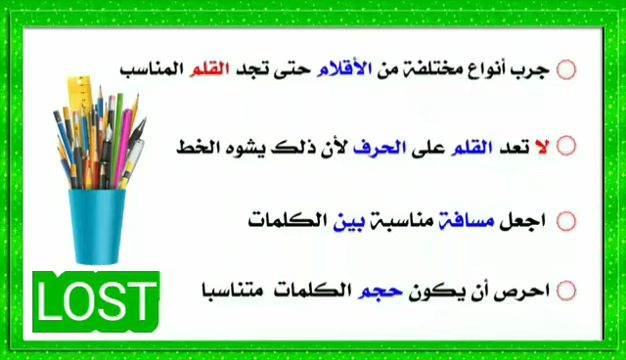 جرب أنواع مختلفة من الأقلام حتى تجد القلم المناسب
لا تعد القلم على الحرف لأن ذلك يشوه الخط
اجعل مسافة مناسبة بين الكلمات
احرص أن يكون حجم الكلمات متناسبا
LOST